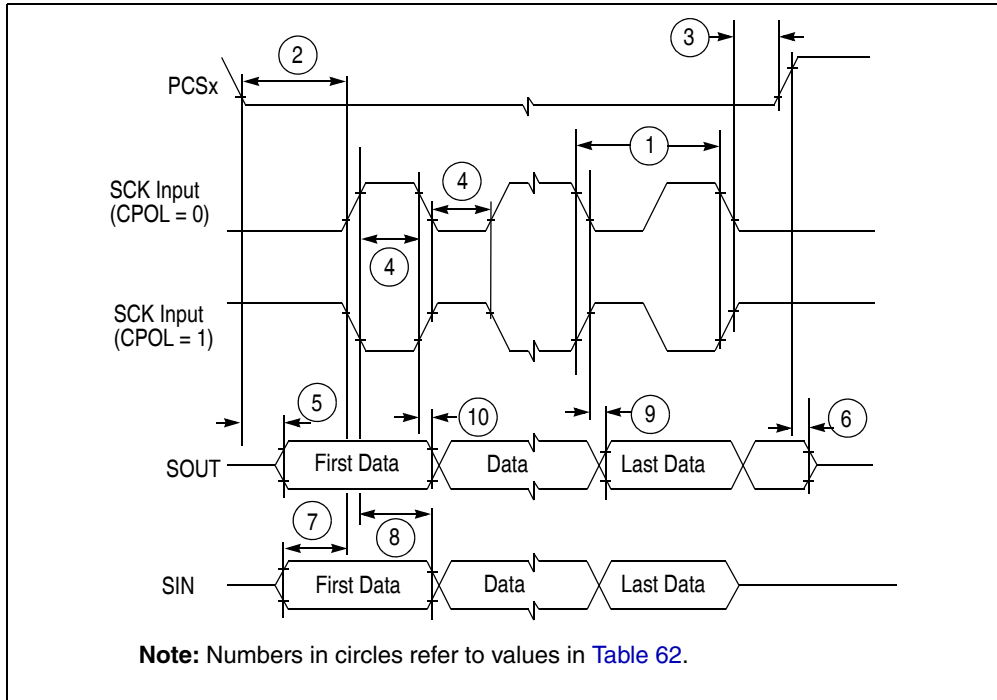 3
2
PCSx
1
4
SCK Input
(CPOL = 0)
4
SCK Input
(CPOL = 1)
5
10
9
6
SOUT
First Data
Data
Last Data
7
8
SIN
First Data
Data
Last Data
Note: Numbers in circles refer to values in Table 62.